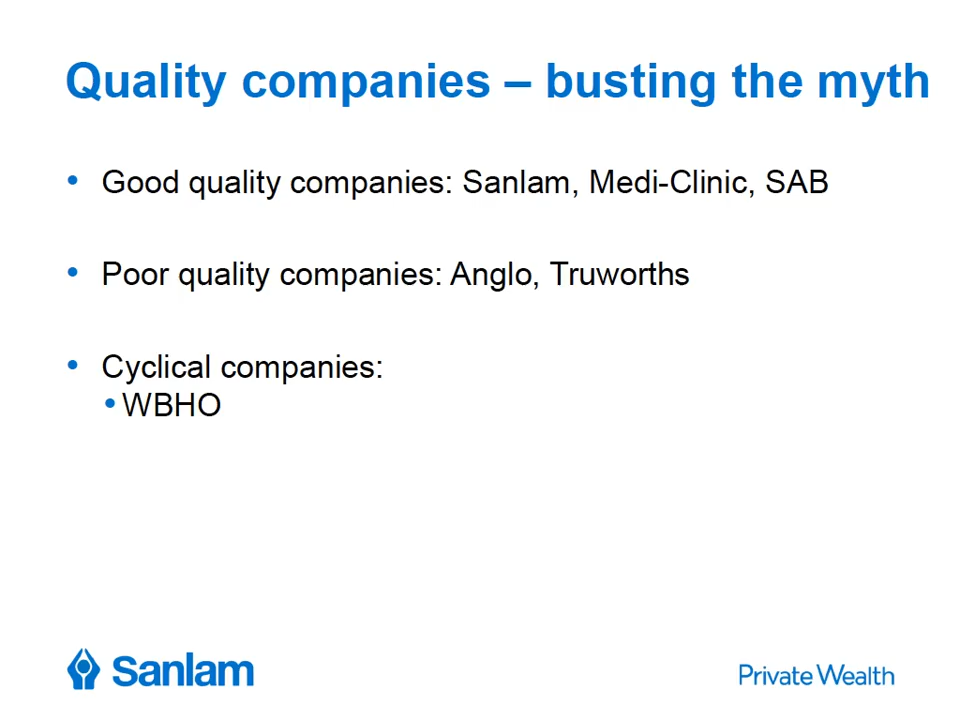 Quality companies – busting the myth
• Good quality companies: Sanlam, Medi-Clinic, SAB
• Poor quality companies: Anglo, Truworths
• Cyclical companies:
• WBHO
Sanlam
Private Wealth